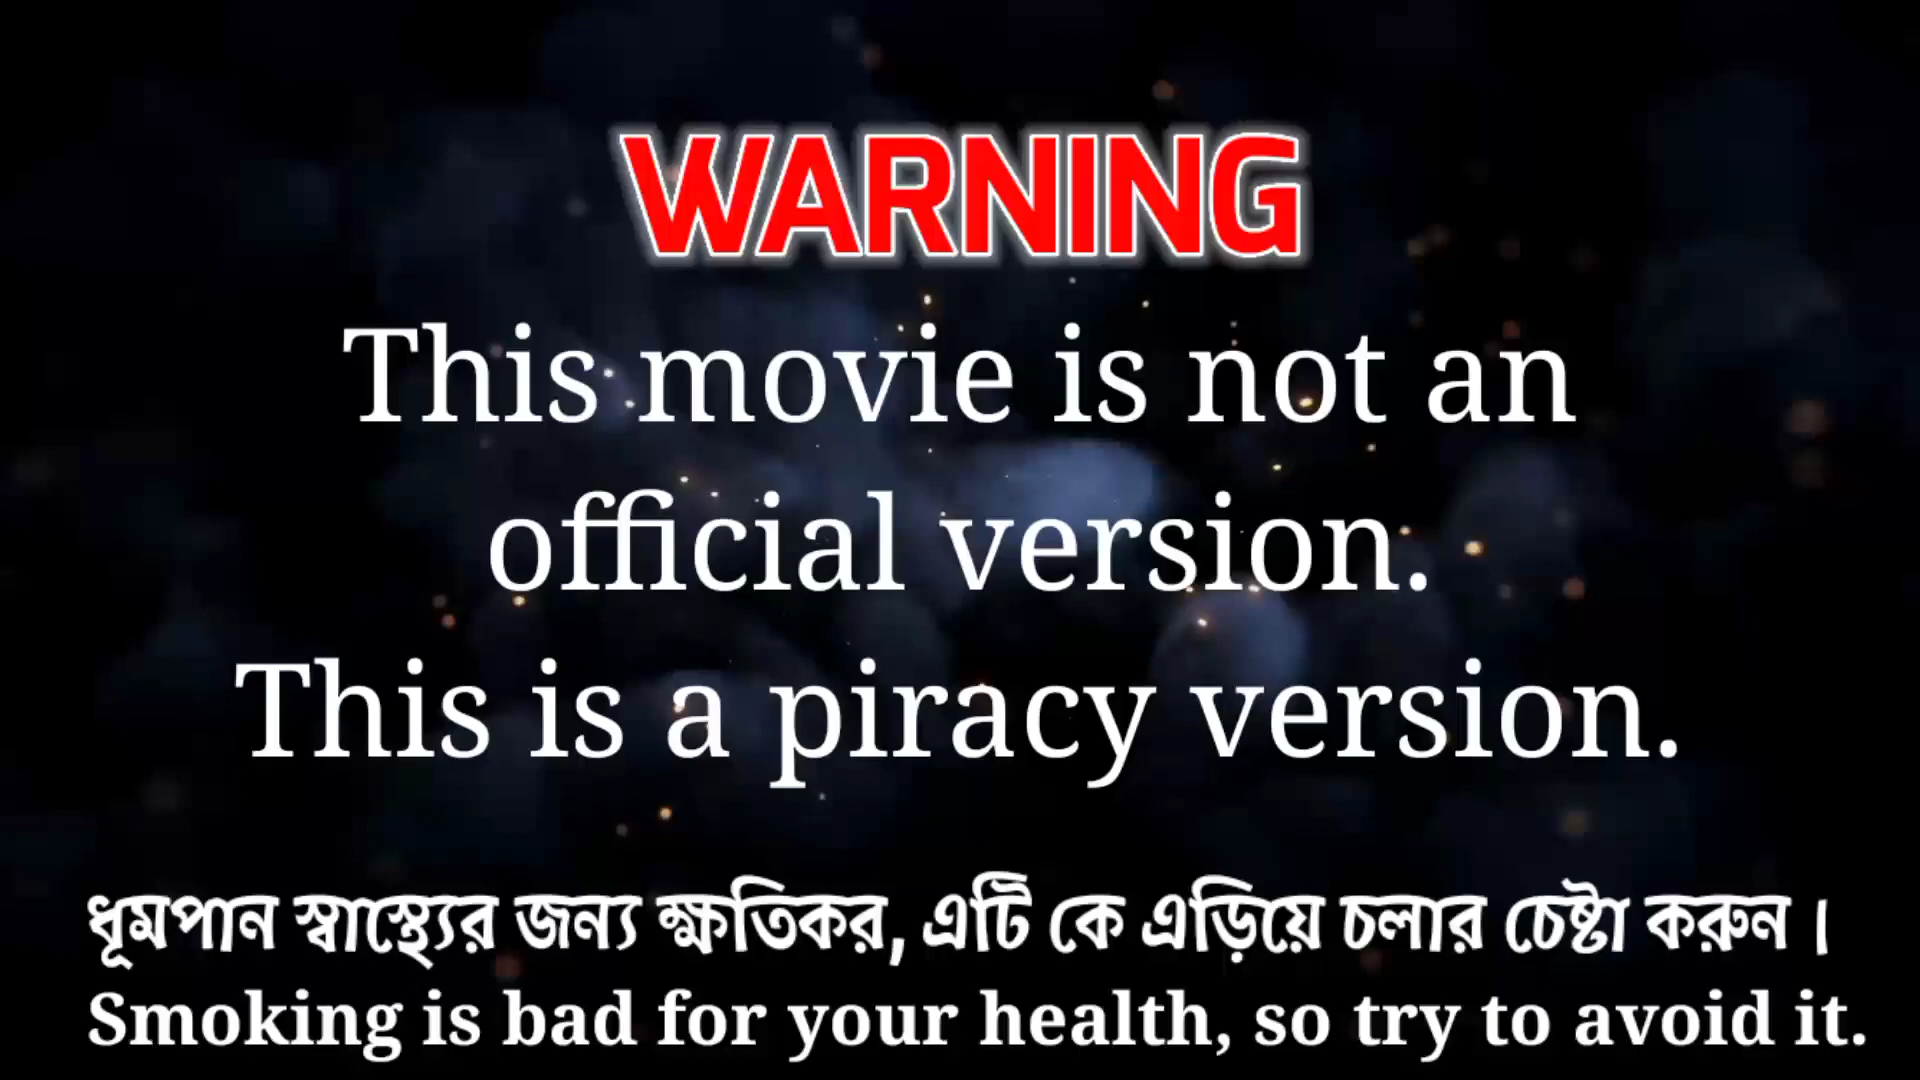 WARNING
This movie is not an
official version.
This is a piracy version.
ধূমপান স্বাস্থ্যের জন্য ক্ষতিকর, এটি কে এড়িয়ে চলার চেষ্টা করুন ।
Smoking is bad for your health, so try to avoid it.